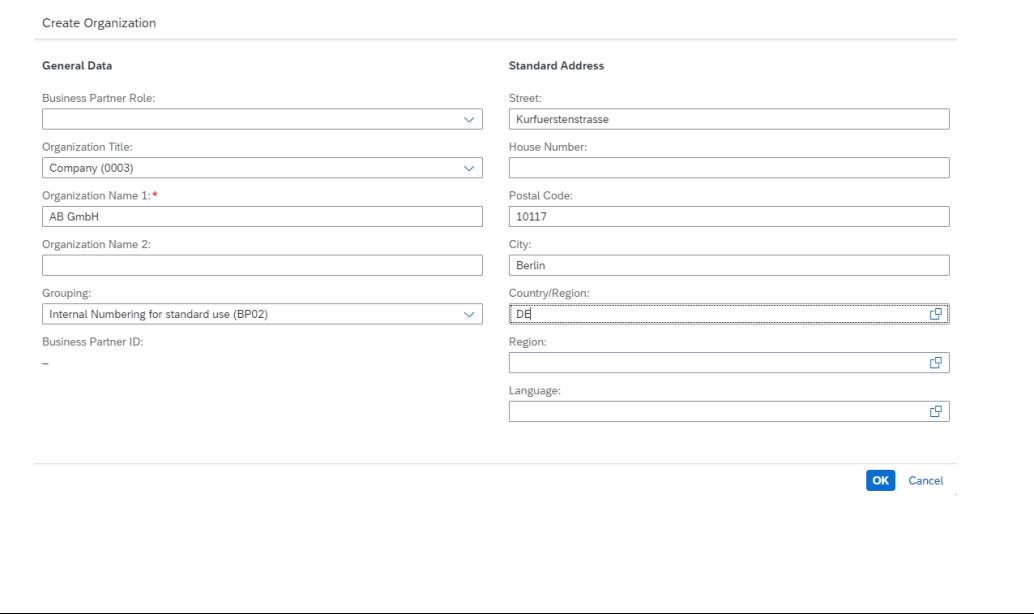 Create Organization
General Data
Business Partner Role:
Organization Title:
Company (0003)
Organization Name 1:*
AB GmbH
Organization Name 2:
Grouping:
Internal Numbering for standard use (BP02)
Business Partner ID:
–
Standard Address
Street:
Kurfuerstenstrasse
House Number:
Postal Code:
10117
City:
Berlin
Country/Region:
DE
Region:
Language:
OK Cancel